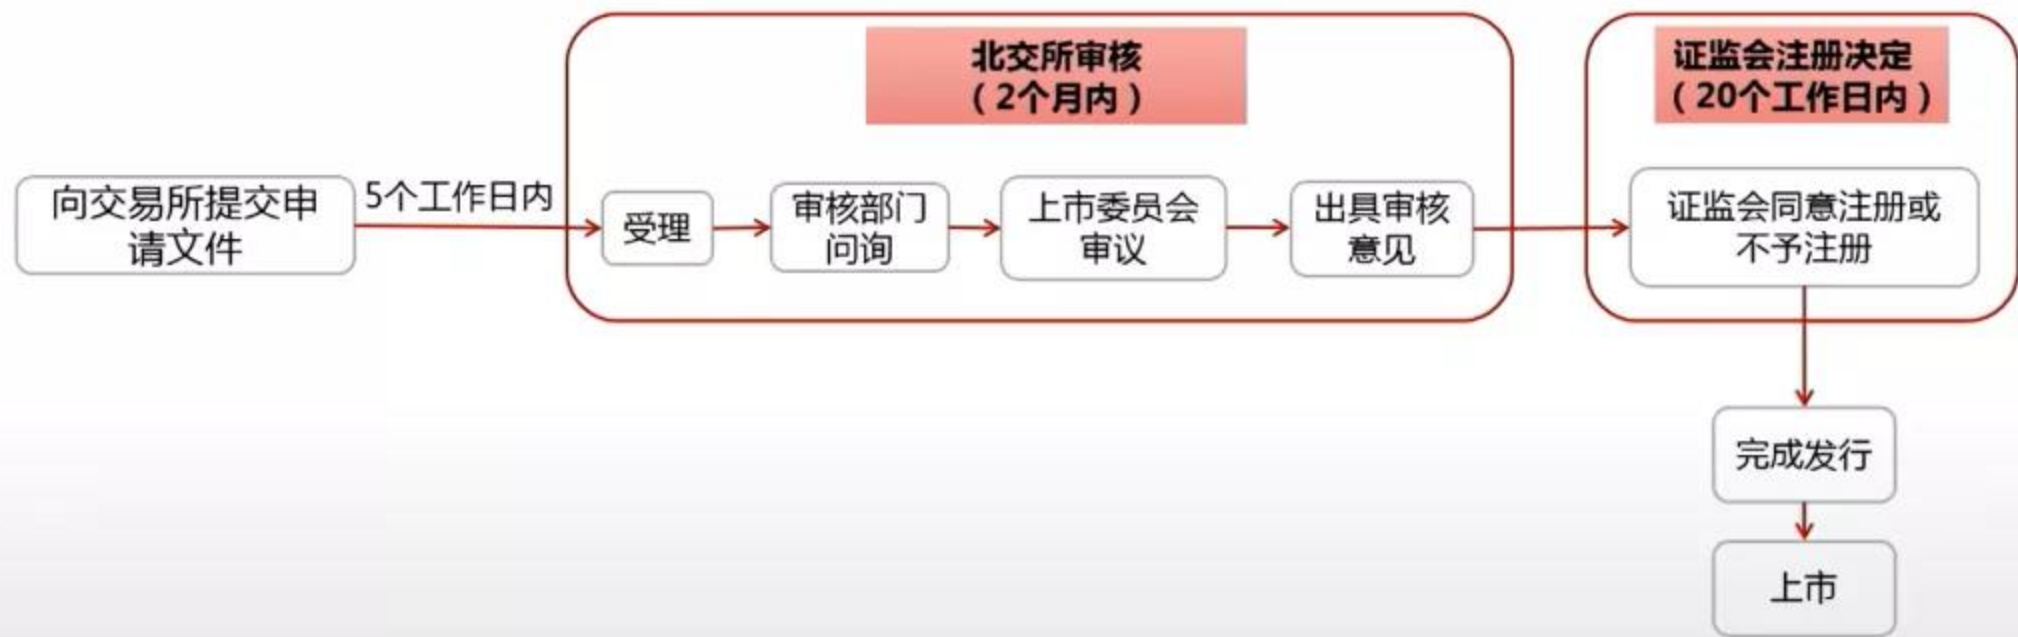 北交所审核
（2个月内）
证监会注册决定
（20个工作日内）
向交易所提交申
请文件
5个工作日内
受理
审核部门
问询
上市委员会
审议
出具审核
意见
证监会同意注册或
不予注册
完成发行
上市